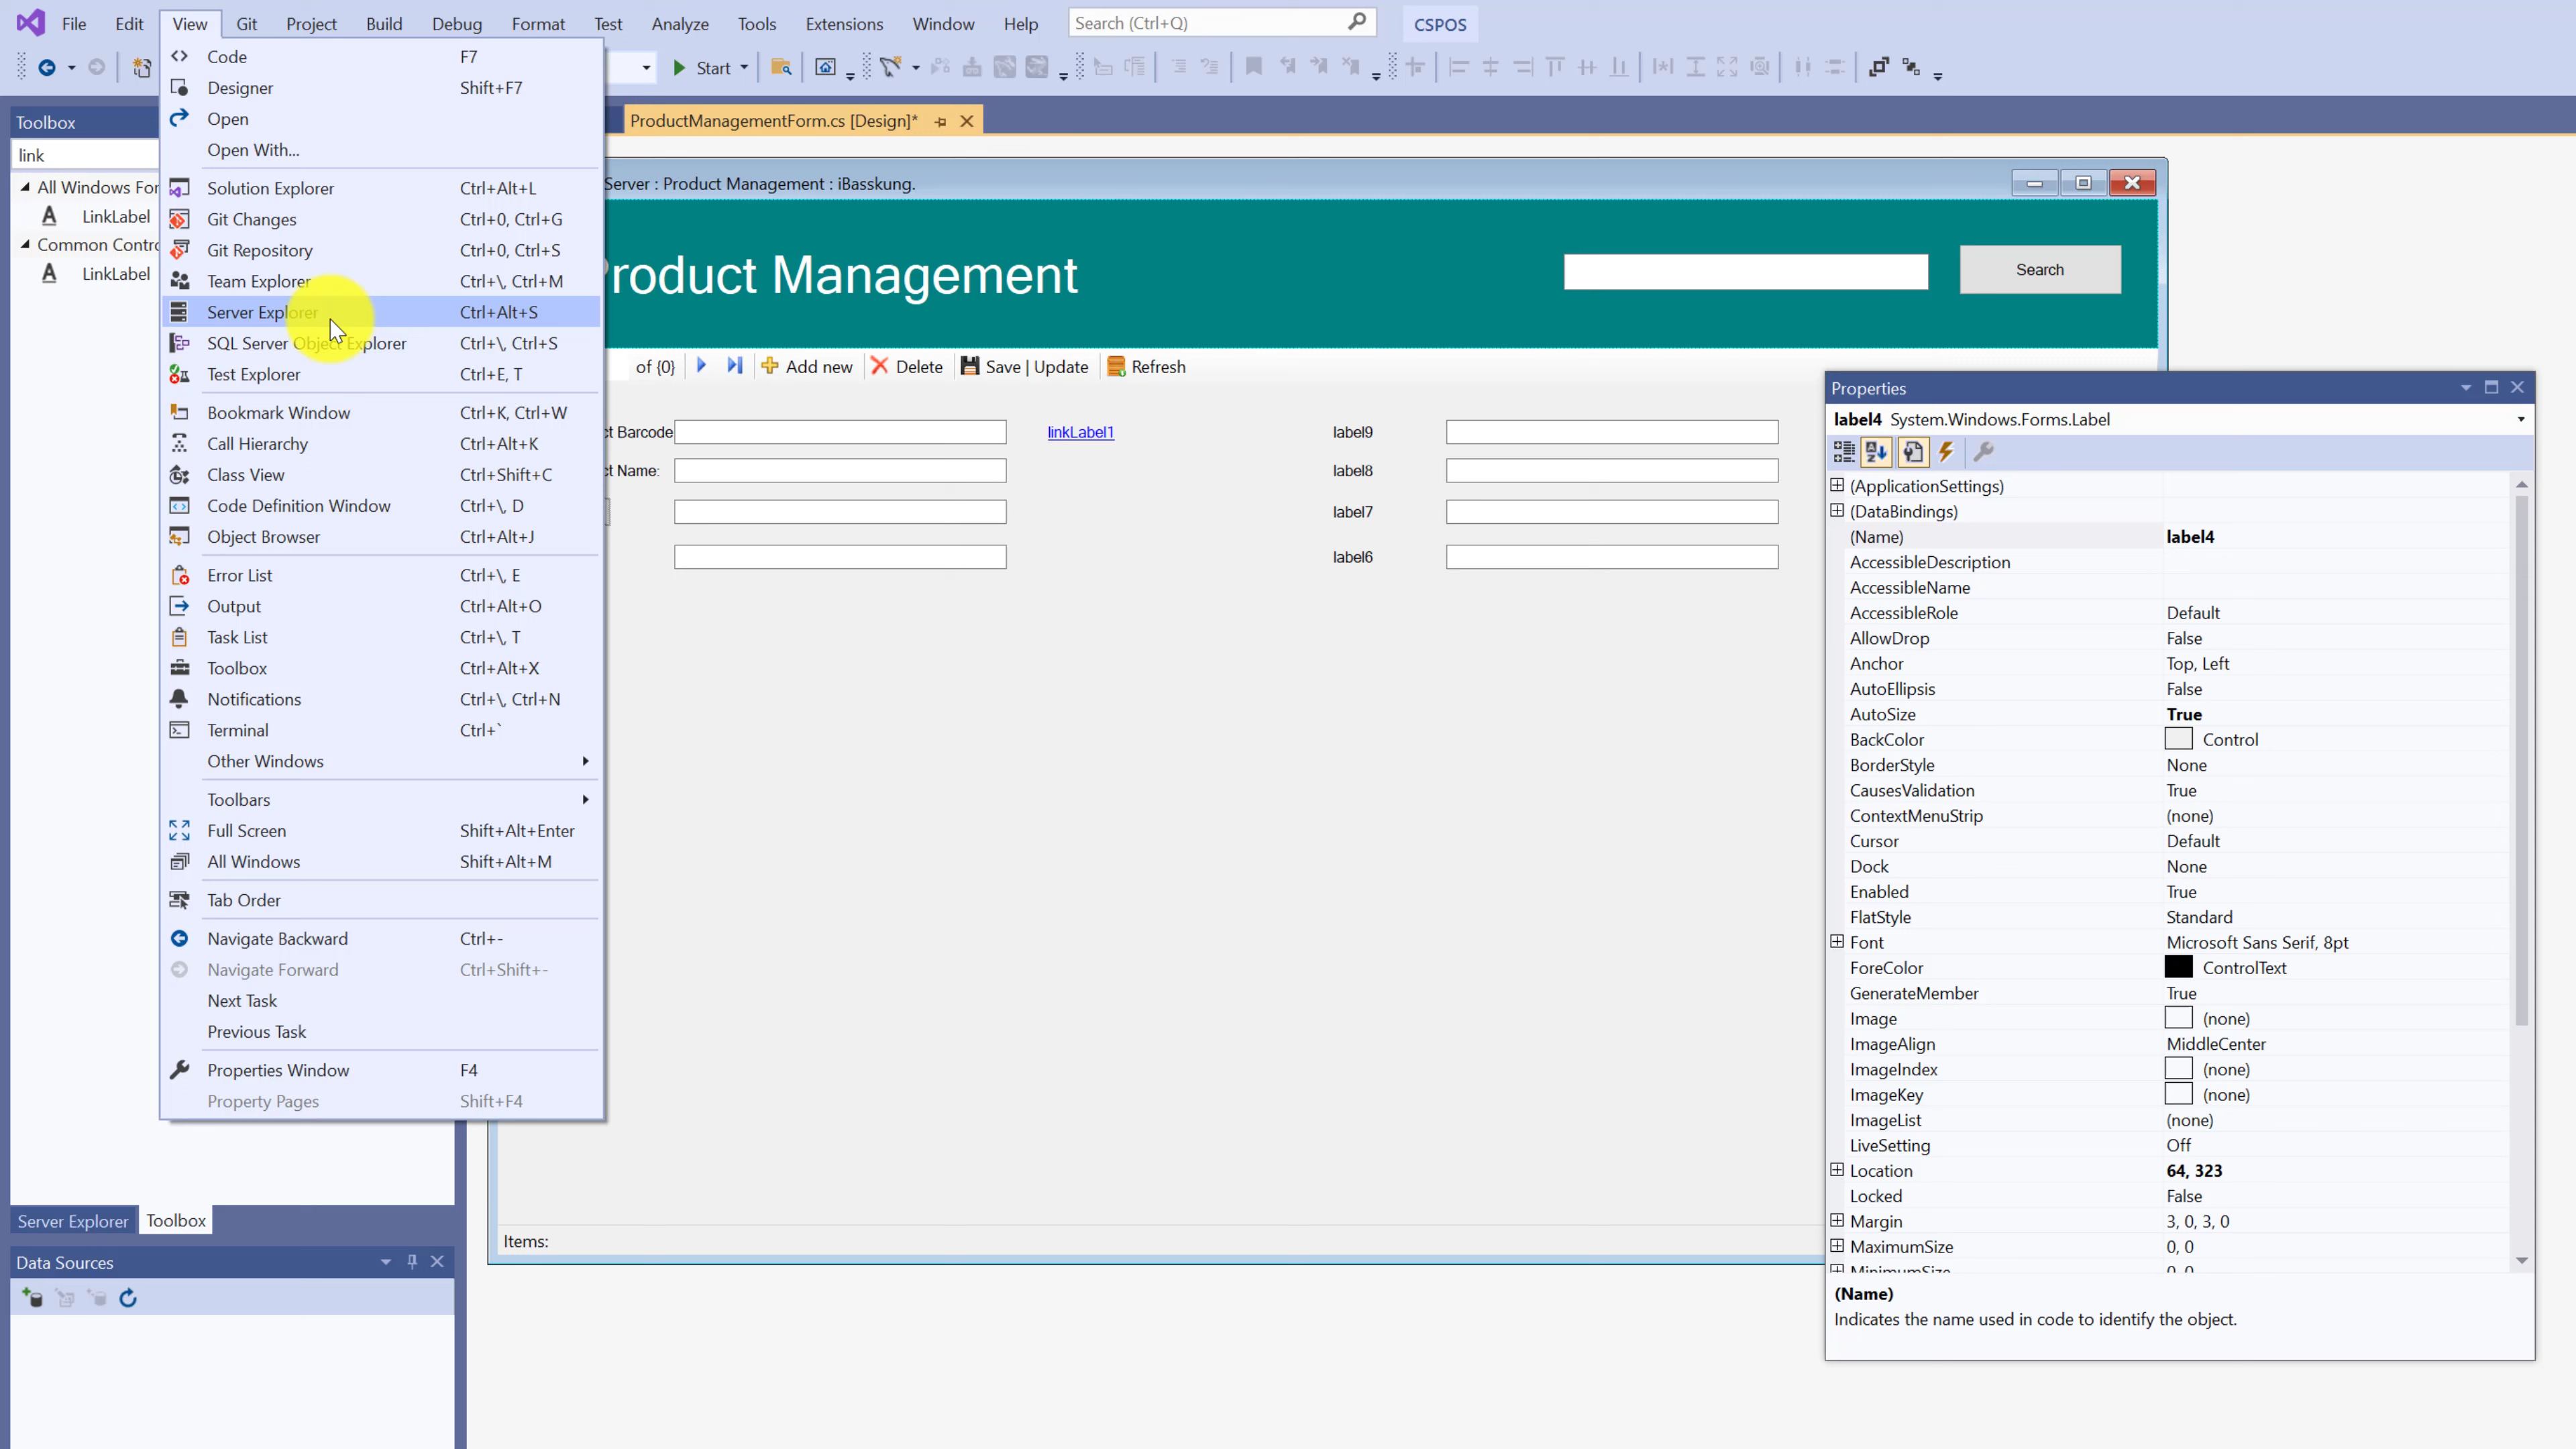 File Edit View Git Project Build Debug Format Test Analyze Tools Extensions Window Help Search (Ctrl+Q) CSPOS
Start
Toolbox
link
All Windows For
LinkLabel
Common Contro
LinkLabel
Code F7
Designer Shift+F7
Open
Open With...
Solution Explorer Ctrl+Alt+L
Git Changes Ctrl+0, Ctrl+G
Git Repository Ctrl+0, Ctrl+S
Team Explorer Ctrl+\, Ctrl+M
Server Explorer Ctrl+Alt+S
SQL Server Object Explorer Ctrl+\, Ctrl+S
Test Explorer Ctrl+E, T
Bookmark Window Ctrl+K, Ctrl+W
Call Hierarchy Ctrl+Alt+K
Class View Ctrl+Shift+C
Code Definition Window Ctrl+\, D
Object Browser Ctrl+Alt+J
Error List Ctrl+\, E
Output Ctrl+Alt+O
Task List Ctrl+\, T
Toolbox Ctrl+Alt+X
Notifications Ctrl+\, Ctrl+N
Terminal Ctrl+`
Other Windows
Toolbars
Full Screen Shift+Alt+Enter
All Windows Shift+Alt+M
Tab Order
Navigate Backward Ctrl+-
Navigate Forward Ctrl+Shift+-
Next Task
Previous Task
Properties Window F4
Property Pages Shift+F4
Server Explorer Toolbox
Data Sources
ProductManagementForm.cs [Design]*
Server : Product Management : iBasskung.
Product Management
Search
of {0} Add new Delete Save | Update Refresh
ct Barcode linkLabel1 label9
ct Name: label8
label7
label6
Items:
Properties
label4 System.Windows.Forms.Label
(ApplicationSettings)
(DataBindings)
(Name) label4
AccessibleDescription
AccessibleName
AccessibleRole Default
AllowDrop False
Anchor Top, Left
AutoEllipsis False
AutoSize True
BackColor Control
BorderStyle None
CausesValidation True
ContextMenuStrip (none)
Cursor Default
Dock None
Enabled True
FlatStyle Standard
Font Microsoft Sans Serif, 8pt
ForeColor ControlText
GenerateMember True
Image (none)
ImageAlign MiddleCenter
ImageIndex (none)
ImageKey (none)
ImageList (none)
LiveSetting Off
Location 64, 323
Locked False
Margin 3, 0, 3, 0
MaximumSize 0, 0
MinimumSize 0, 0
(Name)
Indicates the name used in code to identify the object.